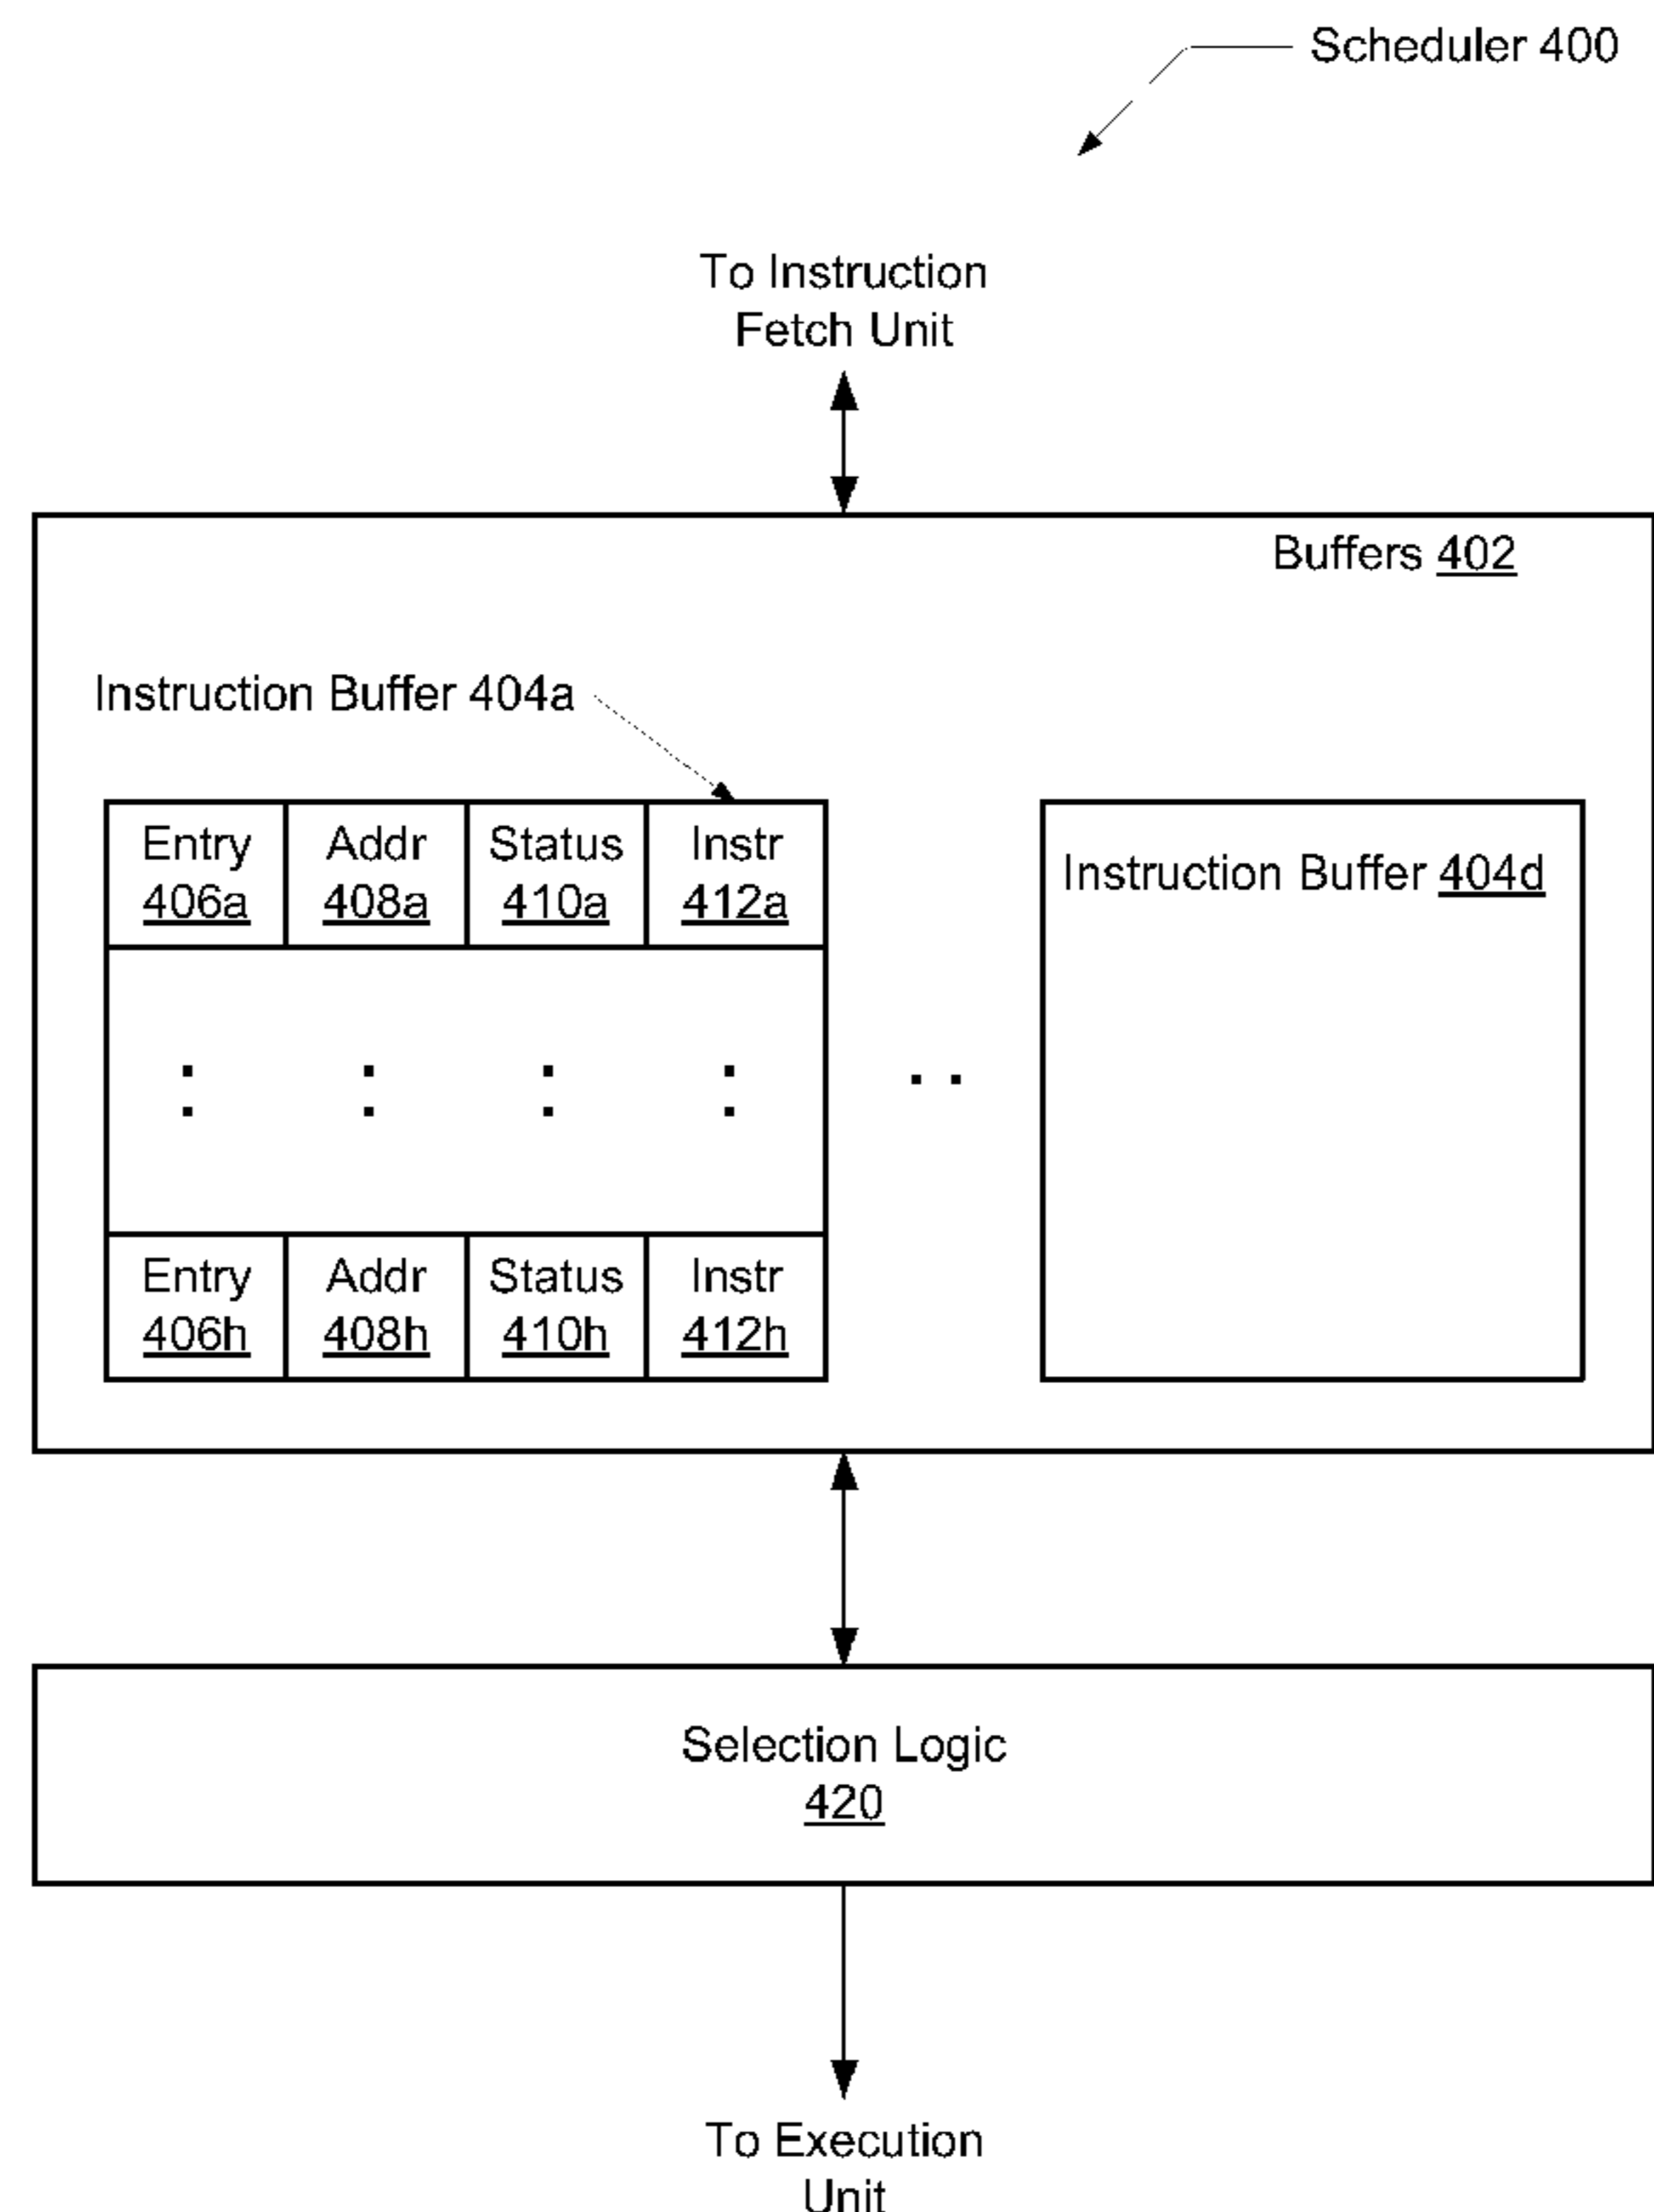 Scheduler 400
To Instruction
Fetch Unit
Buffers 402
Instruction Buffer 404a
Entry Addr Status Instr
406a 408a 410a 412a
Instruction Buffer 404d
: : : : . .
Entry Addr Status Instr
406h 408h 410h 412h
Selection Logic
420
To Execution
Unit